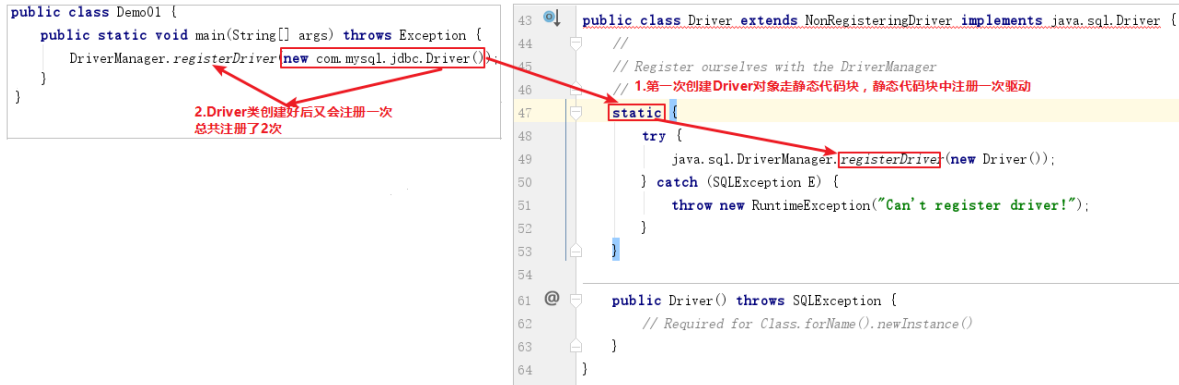 public class Demo01 {
public static void main(String[] args) throws Exception {
DriverManager.registerDriver(new com.mysql.jdbc.Driver());
}
}
2.Driver类创建好后又会注册一次
总共注册了2次
43 public class Driver extends NonRegisteringDriver implements java.sql.Driver {
44 //
45 // Register ourselves with the DriverManager
46 // 1.第一次创建Driver对象走静态代码块，静态代码块中注册一次驱动
47 static {
48 try {
49 java.sql.DriverManager.registerDriver(new Driver());
50 } catch (SQLException E) {
51 throw new RuntimeException("Can't register driver!");
52 }
53 }
54
61 @ public Driver() throws SQLException {
62 // Required for Class.forName().newInstance()
63 }
64 }